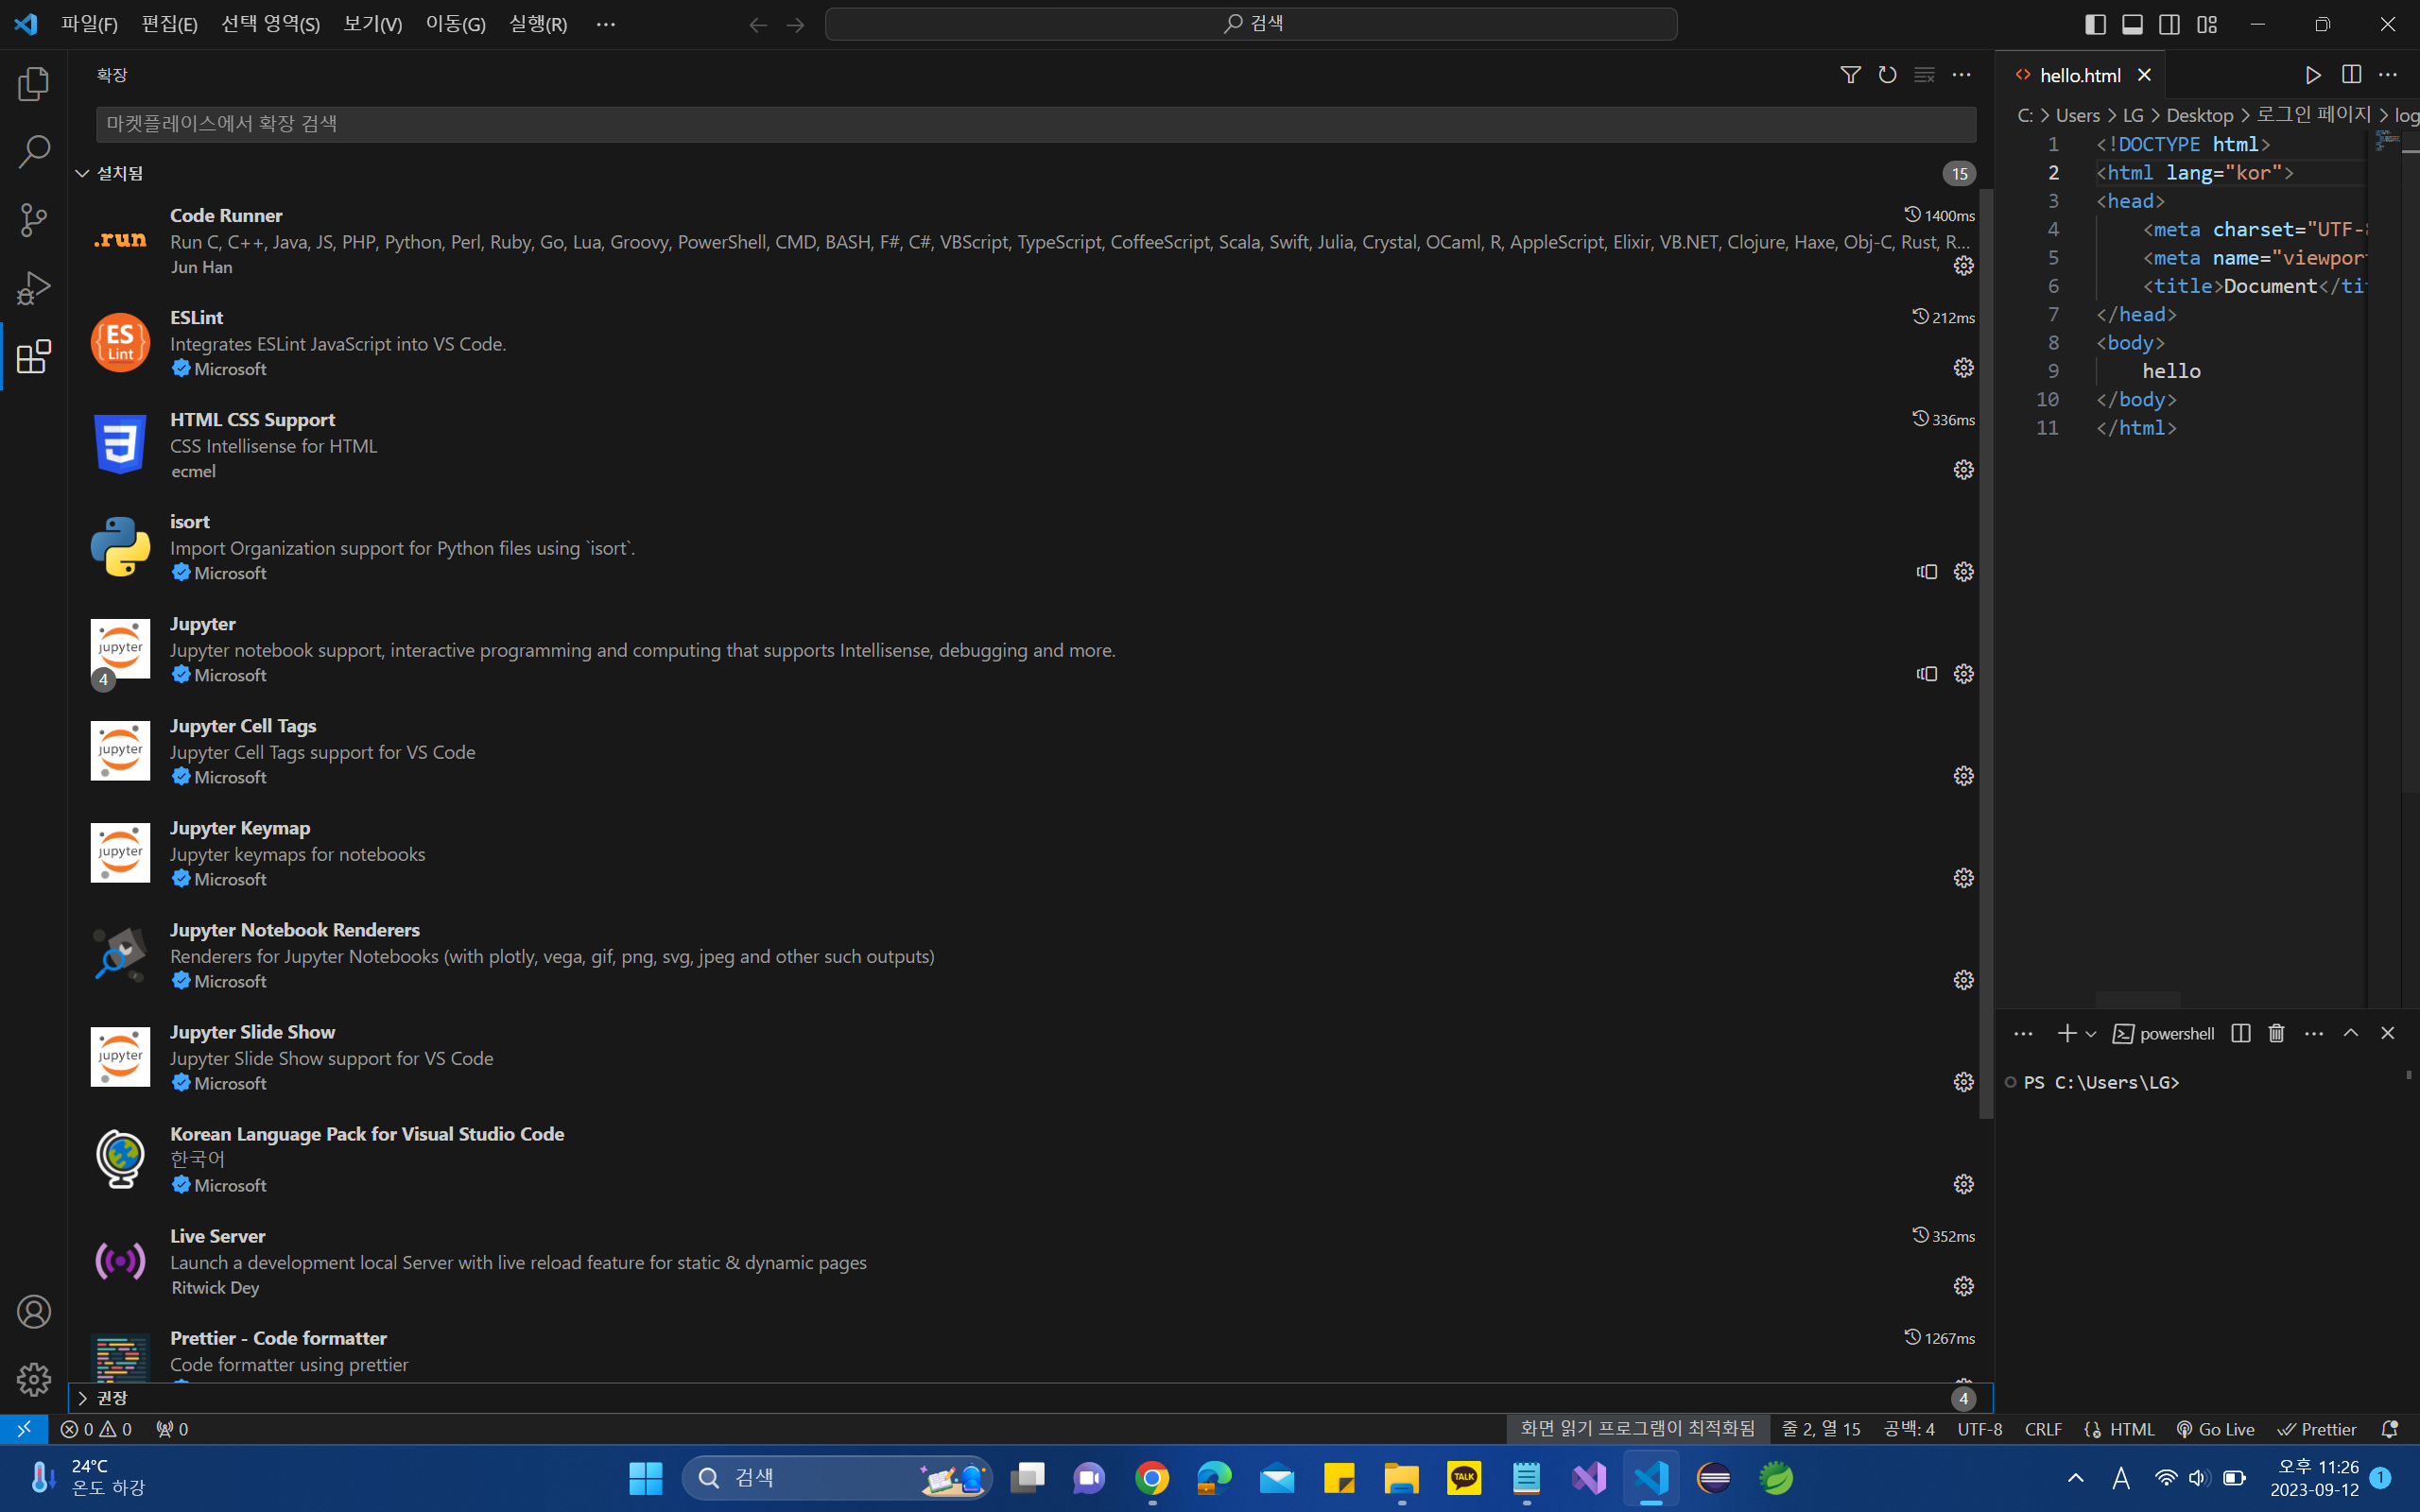 파일(F) 편집(E) 선택 영역(S) 보기(V) 이동(G) 실행(R) ···
검색
확장
마켓플레이스에서 확장 검색
설치됨 15
.run
Code Runner 1400ms
Run C, C++, Java, JS, PHP, Python, Perl, Ruby, Go, Lua, Groovy, PowerShell, CMD, BASH, F#, C#, VBScript, TypeScript, CoffeeScript, Scala, Swift, Julia, Crystal, OCaml, R, AppleScript, Elixir, VB.NET, Clojure, Haxe, Obj-C, Rust, R...
Jun Han
ES
Lint
ESLint 212ms
Integrates ESLint JavaScript into VS Code.
Microsoft
HTML CSS Support 336ms
CSS Intellisense for HTML
ecmel
isort
Import Organization support for Python files using `isort`.
Microsoft
jupyter
4
Jupyter
Jupyter notebook support, interactive programming and computing that supports Intellisense, debugging and more.
Microsoft
jupyter
Jupyter Cell Tags
Jupyter Cell Tags support for VS Code
Microsoft
jupyter
Jupyter Keymap
Jupyter keymaps for notebooks
Microsoft
Jupyter Notebook Renderers
Renderers for Jupyter Notebooks (with plotly, vega, gif, png, svg, jpeg and other such outputs)
Microsoft
jupyter
Jupyter Slide Show
Jupyter Slide Show support for VS Code
Microsoft
Korean Language Pack for Visual Studio Code
한국어
Microsoft
Live Server 352ms
Launch a development local Server with live reload feature for static & dynamic pages
Ritwick Dey
Prettier - Code formatter 1267ms
Code formatter using prettier
권장 4
hello.html
C: > Users > LG > Desktop > 로그인 페이지 > log
1 <!DOCTYPE html>
2 <html lang="kor">
3 <head>
4 <meta charset="UTF-8
5 <meta name="viewport
6 <title>Document</tit
7 </head>
8 <body>
9 hello
10 </body>
11 </html>
powershell
PS C:\Users\LG>
0 0 0
화면 읽기 프로그램이 최적화됨 줄 2, 열 15 공백: 4 UTF-8 CRLF HTML Go Live Prettier
24°C
온도 하강
검색
TALK
A
오후 11:26
2023-09-12
1